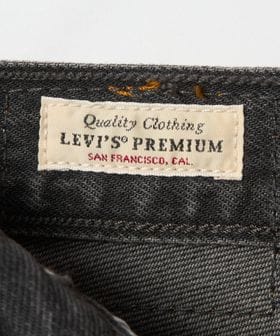 Quality Clothing
LEVI'S® PREMIUM
SAN FRANCISCO, CAL.